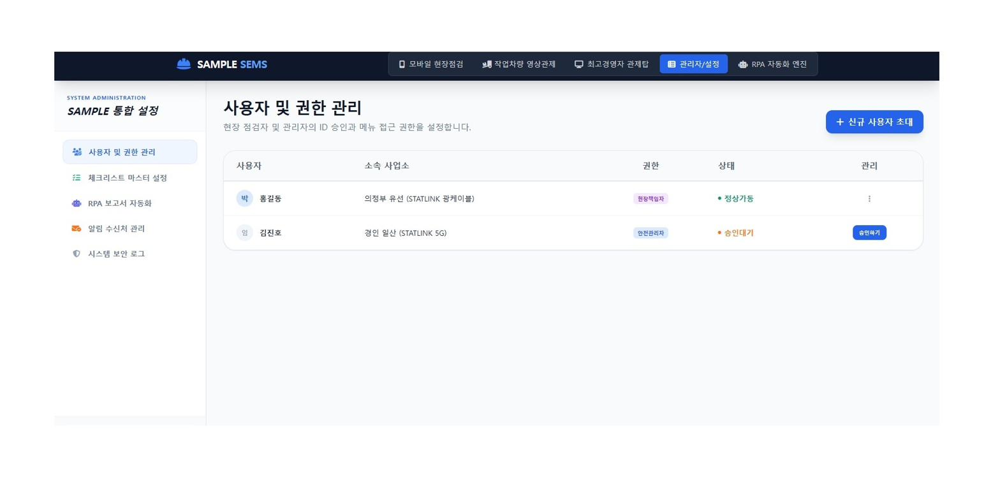 SAMPLE SEMS
모바일 현장점검
작업차량 영상관제
최고경영자 관제탑
관리자/설정
RPA 자동화 엔진
SYSTEM ADMINISTRATION
SAMPLE 통합 설정
사용자 및 권한 관리
체크리스트 마스터 설정
RPA 보고서 자동화
알림 수신처 관리
시스템 보안 로그
사용자 및 권한 관리
현장 점검자 및 관리자의 ID 승인과 메뉴 접근 권한을 설정합니다.
+ 신규 사용자 초대
사용자 소속 사업소 권한 상태 관리
박 홍길동 의정부 유선 (STATLINK 광케이블) 현장책임자 • 정상가동
임 김진호 경인 일산 (STATLINK 5G) 안전관리자 • 승인대기 승인하기